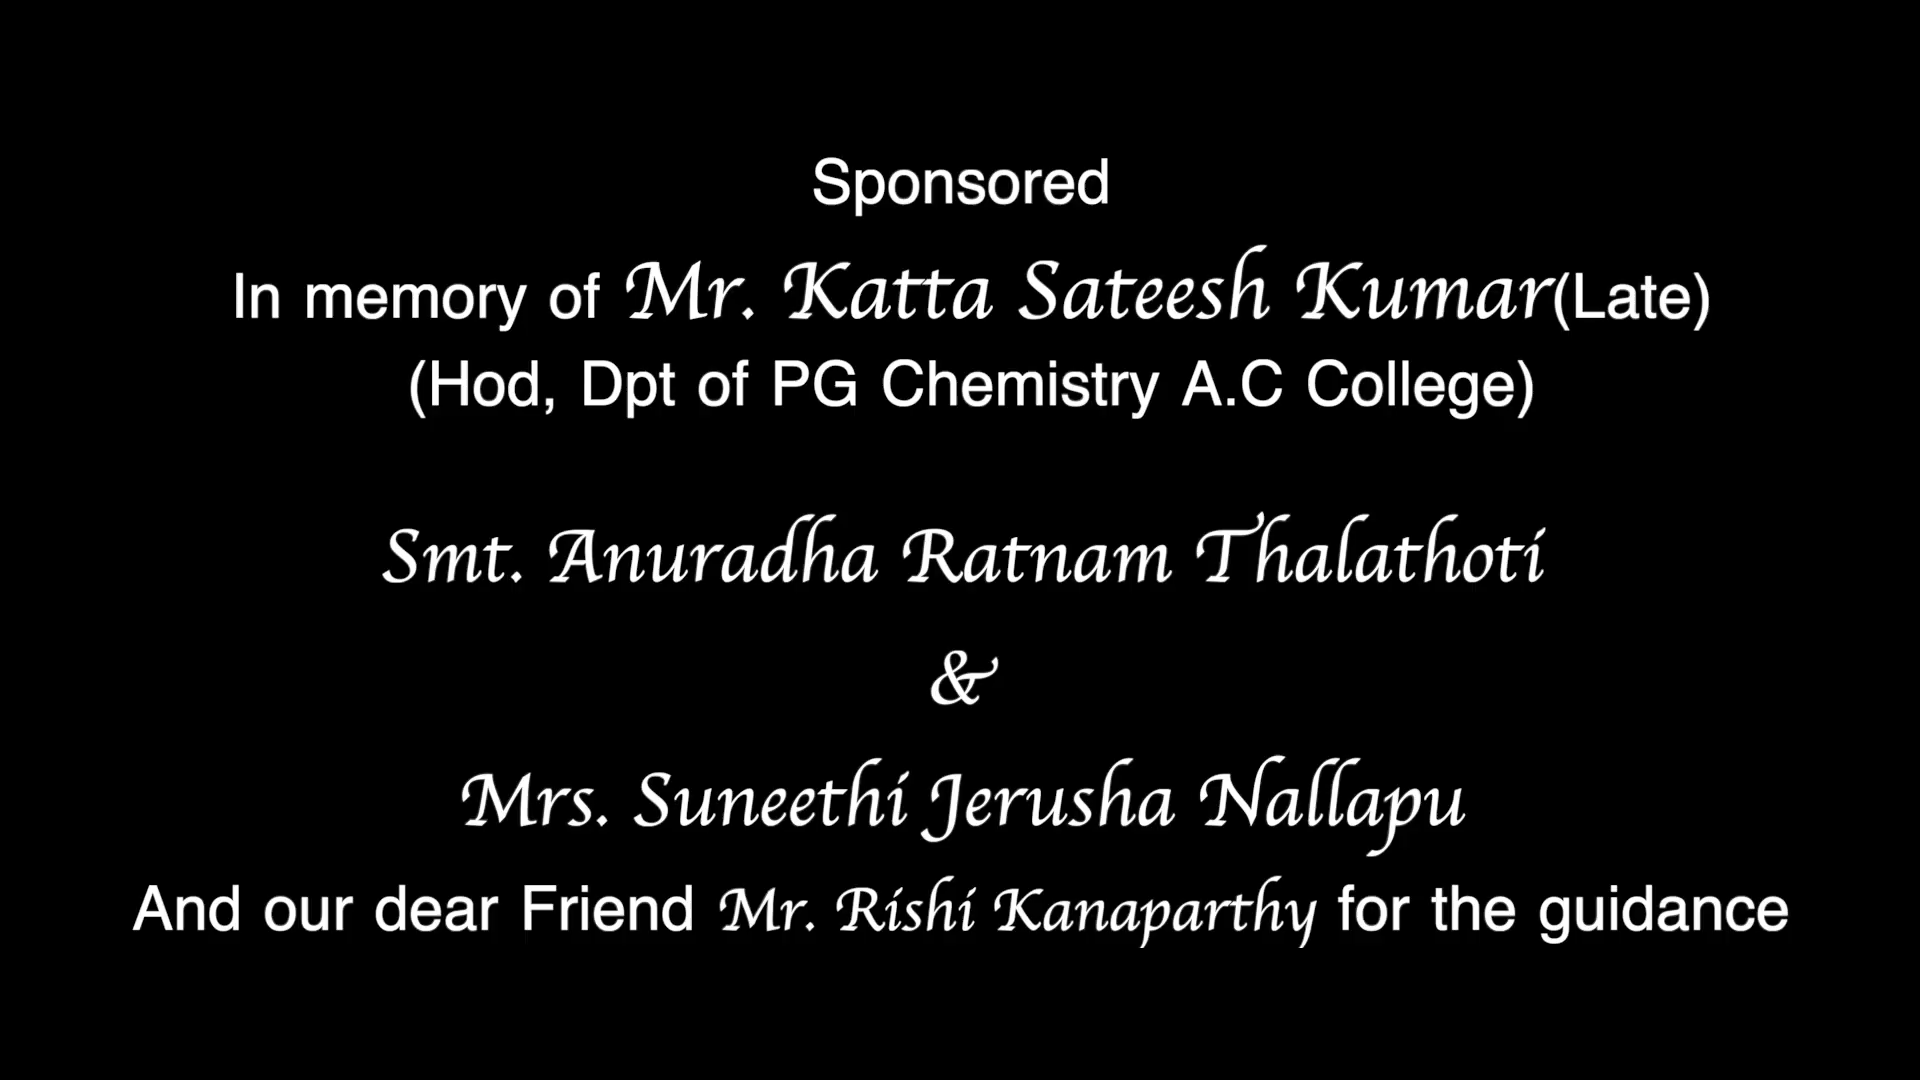 Sponsored
In memory of Mr. Katta Sateesh Kumar(Late)
(Hod, Dpt of PG Chemistry A.C College)
Smt. Anuradha Ratnam Thalathoti
&
Mrs. Suneethi Jerusha Nallapu
And our dear Friend Mr. Rishi Kanaparthy for the guidance